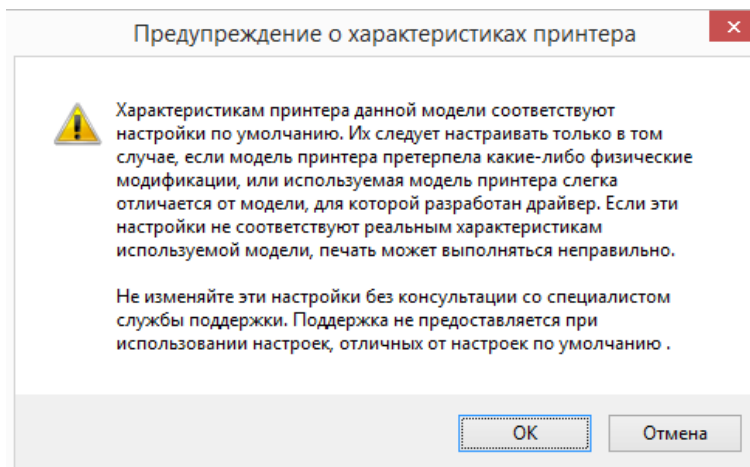 Предупреждение о характеристиках принтера
Характеристикам принтера данной модели соответствуют
настройки по умолчанию. Их следует настраивать только в том
случае, если модель принтера претерпела какие-либо физические
модификации, или используемая модель принтера слегка
отличается от модели, для которой разработан драйвер. Если эти
настройки не соответствуют реальным характеристикам
используемой модели, печать может выполняться неправильно.
Не изменяйте эти настройки без консультации со специалистом
службы поддержки. Поддержка не предоставляется при
использовании настроек, отличных от настроек по умолчанию .
ОК
Отмена